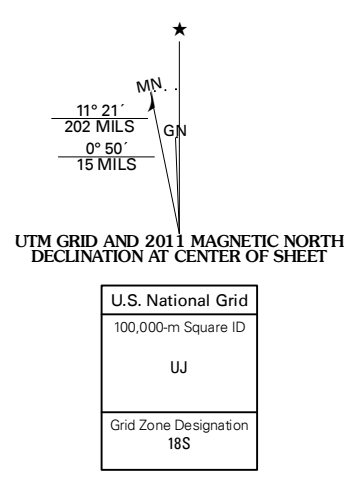 ★
MN
11° 21´
202 MILS
GN
0° 50´
15 MILS
UTM GRID AND 2011 MAGNETIC NORTH
DECLINATION AT CENTER OF SHEET
U.S. National Grid
100,000-m Square ID
UJ
Grid Zone Designation
18S